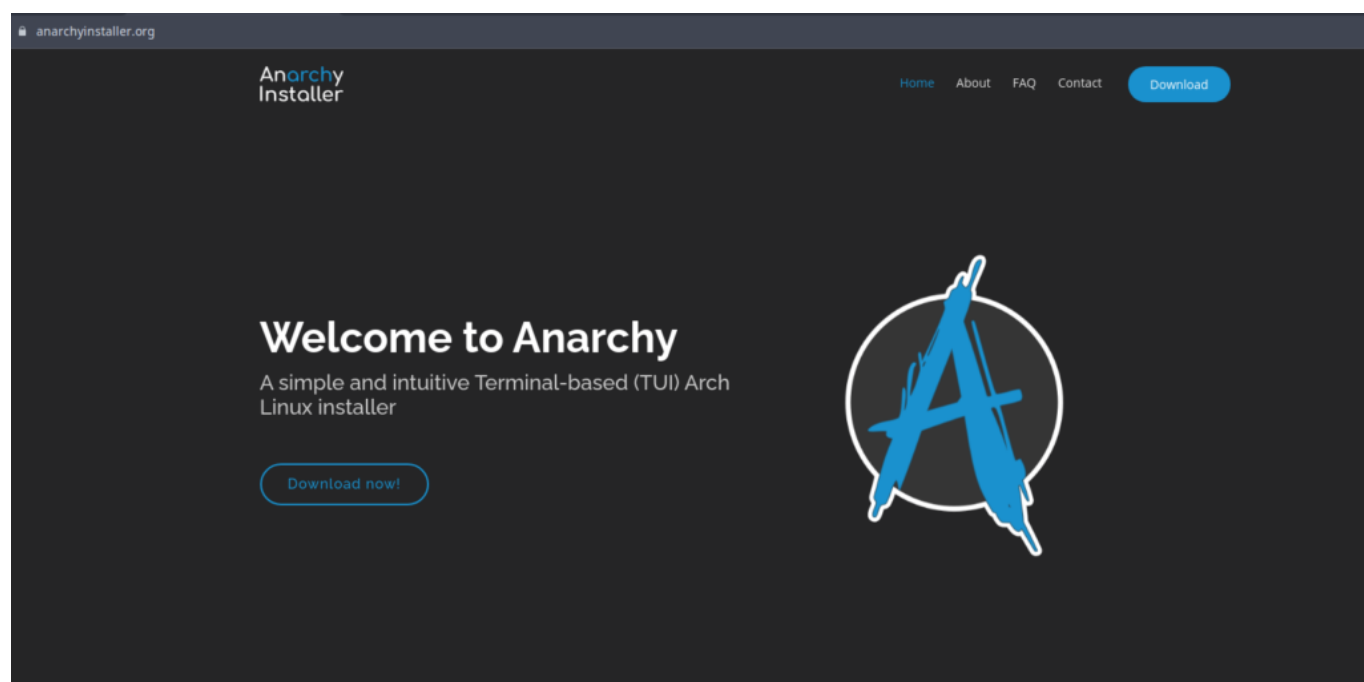 anarchyinstaller.org
Anarchy
Installer
Home About FAQ Contact Download
Welcome to Anarchy
A simple and intuitive Terminal-based (TUI) Arch
Linux installer
Download now!